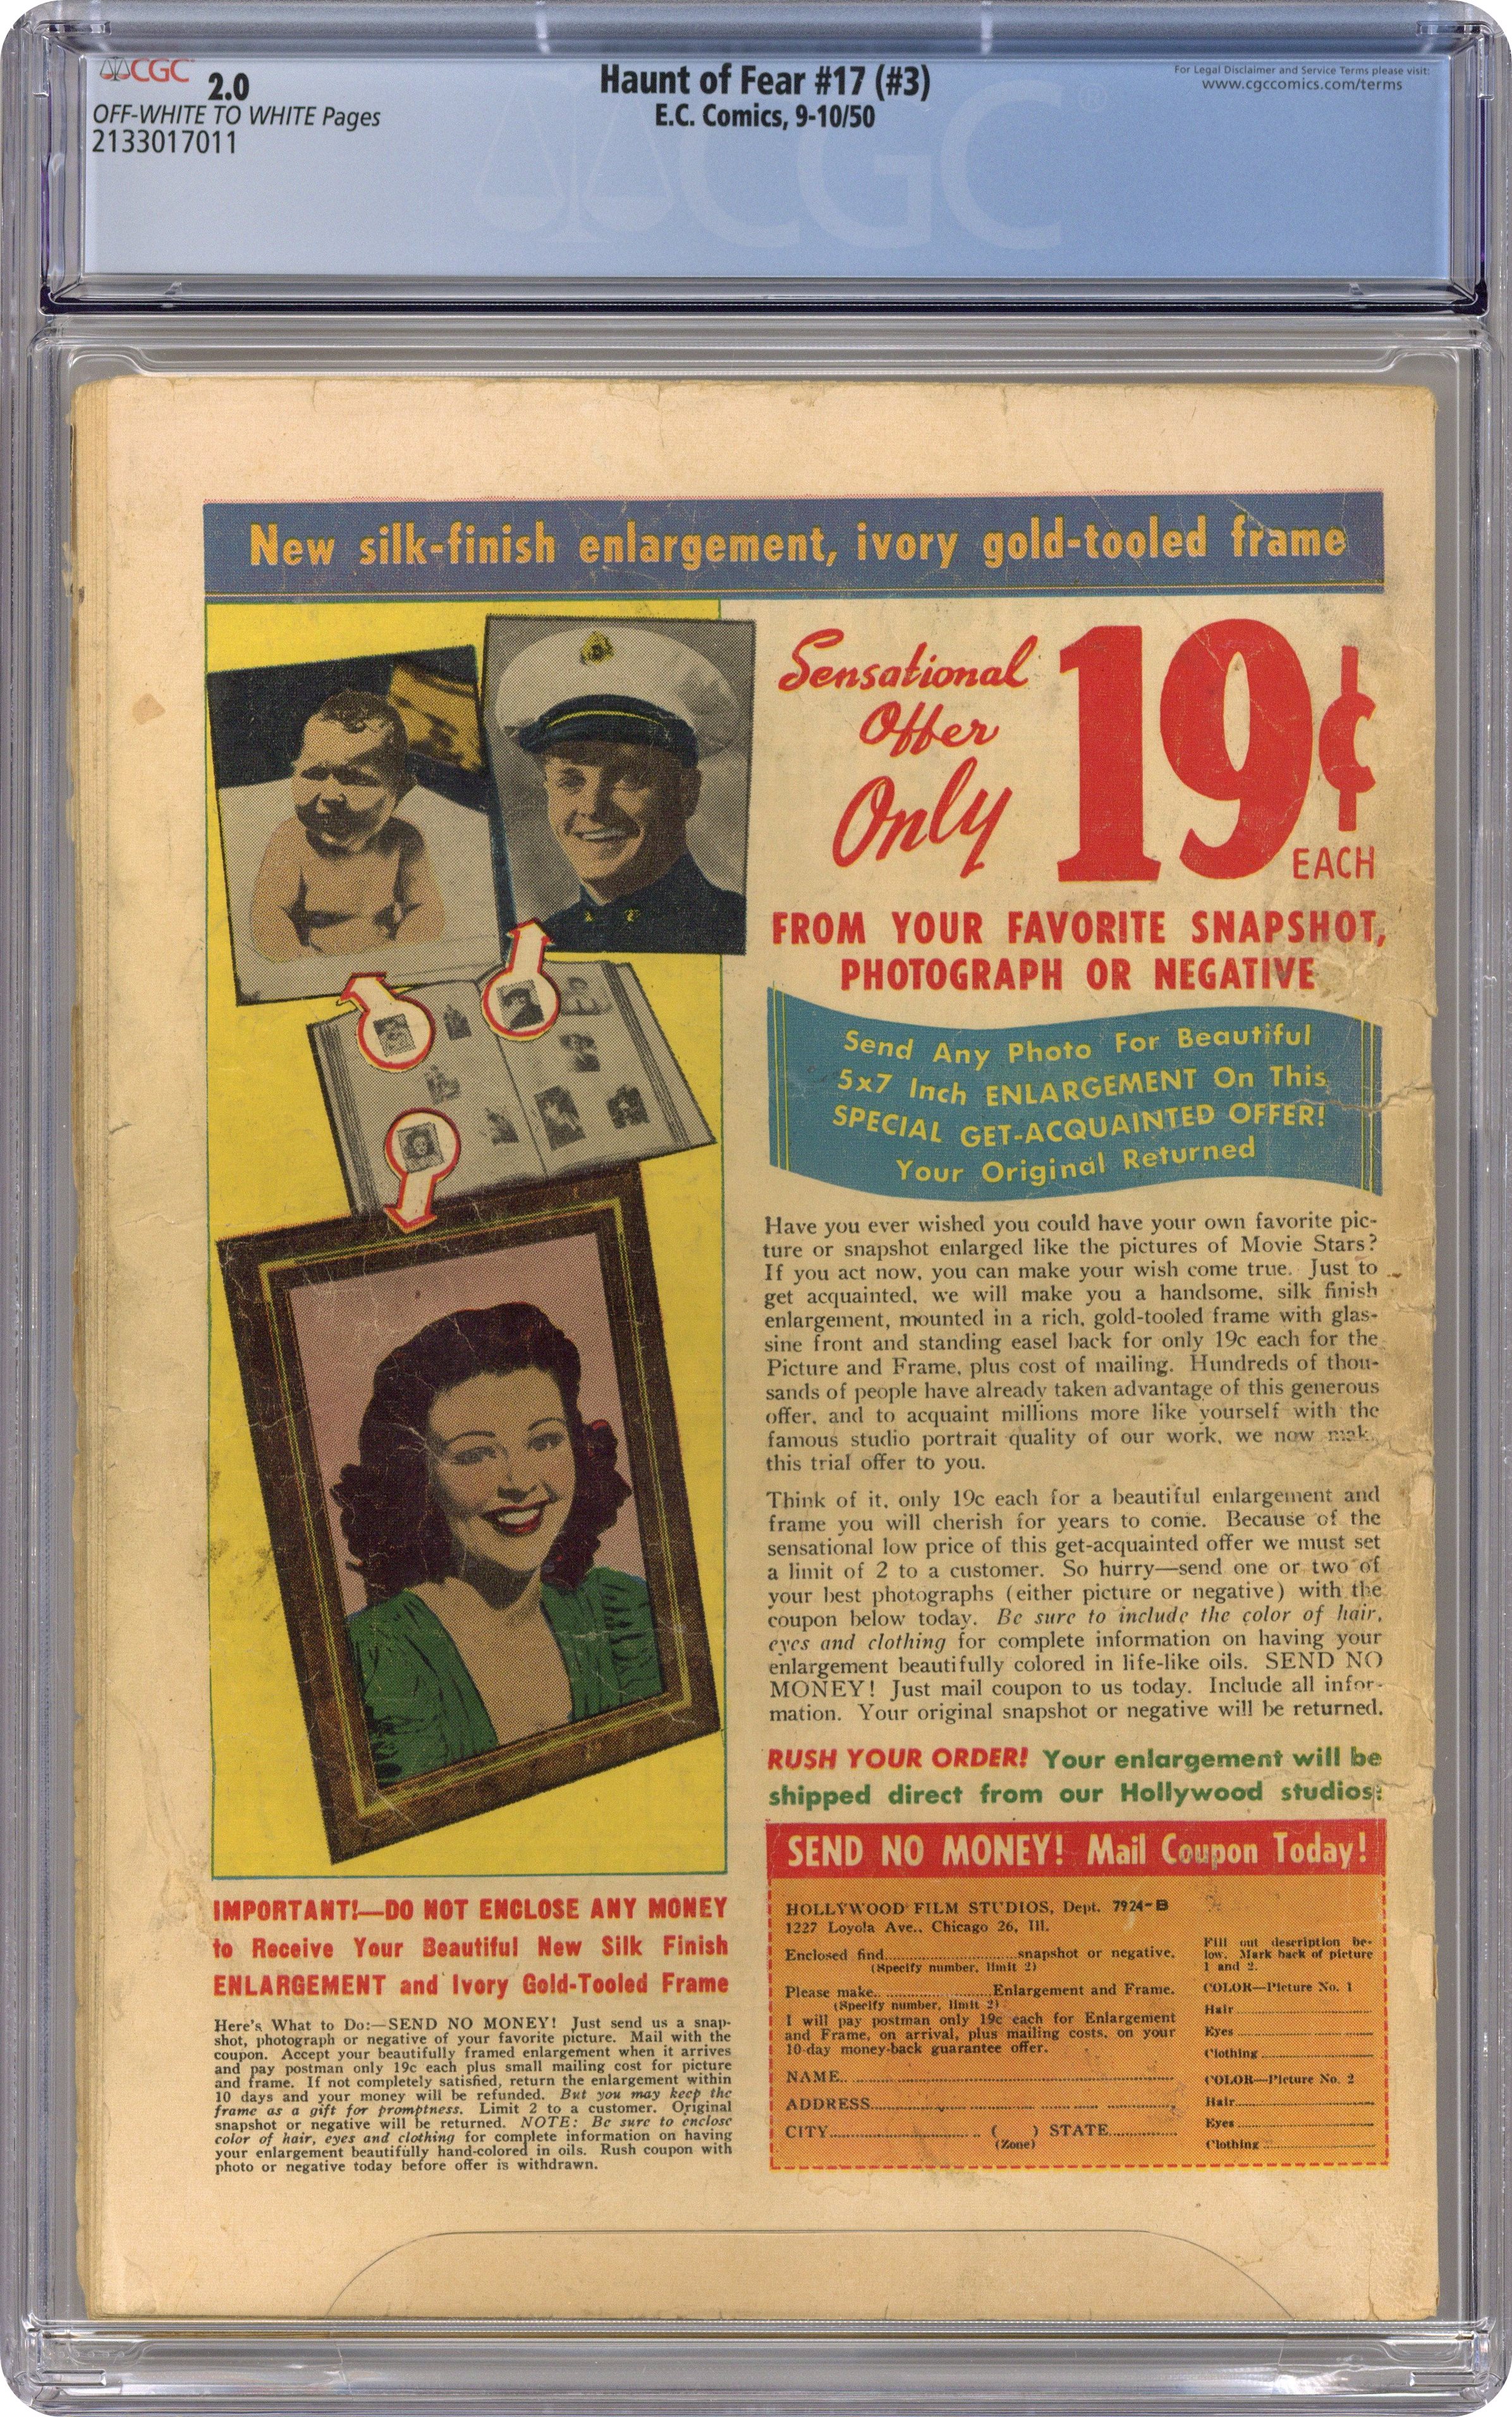 CGC 2.0
OFF-WHITE TO WHITE Pages
2133017011
Haunt of Fear #17 (#3)
E.C. Comics, 9-10/50
For Legal Disclaimer and Service Terms please visit:
www.cgccomics.com/terms
CGC
New silk-finish enlargement, ivory gold-tooled frame
Sensational
Offer
Only
19¢
EACH
FROM YOUR FAVORITE SNAPSHOT,
PHOTOGRAPH OR NEGATIVE
Send Any Photo For Beautiful
5x7 Inch ENLARGEMENT On This
SPECIAL GET-ACQUAINTED OFFER!
Your Original Returned
Have you ever wished you could have your own favorite pic-
ture or snapshot enlarged like the pictures of Movie Stars?
If you act now, you can make your wish come true. Just to
get acquainted, we will make you a handsome, silk finish
enlargement, mounted in a rich, gold-tooled frame with glas-
sine front and standing easel back for only 19c each for the
Picture and Frame, plus cost of mailing. Hundreds of thou-
sands of people have already taken advantage of this generous
offer, and to acquaint millions more like yourself with the
famous studio portrait quality of our work, we now mak
this trial offer to you.
Think of it, only 19c each for a beautiful enlargement and
frame you will cherish for years to come. Because of the
sensational low price of this get-acquainted offer we must set
a limit of 2 to a customer. So hurry—send one or two of
your best photographs (either picture or negative) with the
coupon below today. Be sure to include the color of hair,
eyes and clothing for complete information on having your
enlargement beautifully colored in life-like oils. SEND NO
MONEY! Just mail coupon to us today. Include all infor-
mation. Your original snapshot or negative will be returned.
RUSH YOUR ORDER! Your enlargement will be
shipped direct from our Hollywood studios:
IMPORTANT!—DO NOT ENCLOSE ANY MONEY
to Receive Your Beautiful New Silk Finish
ENLARGEMENT and Ivory Gold-Tooled Frame
Here's What to Do:—SEND NO MONEY! Just send us a snap-
shot, photograph or negative of your favorite picture. Mail with the
coupon. Accept your beautifully framed enlargement when it arrives
and pay postman only 19c each plus small mailing cost for picture
and frame. If not completely satisfied, return the enlargement within
10 days and your money will be refunded. But you may keep the
frame as a gift for promptness. Limit 2 to a customer. Original
snapshot or negative will be returned. NOTE: Be sure to enclose
color of hair, eyes and clothing for complete information on having
your enlargement beautifully hand-colored in oils. Rush coupon with
photo or negative today before offer is withdrawn.
SEND NO MONEY! Mail Coupon Today!
HOLLYWOOD FILM STUDIOS, Dept. 7924-B
1227 Loyola Ave., Chicago 26, Ill.
Enclosed find..............................snapshot or negative.
(Specify number, limit 2)
Please make............................Enlargement and Frame.
(Specify number, limit 2)
I will pay postman only 19c each for Enlargement
and Frame, on arrival, plus mailing costs, on your
10-day money-back guarantee offer.
NAME..............................
ADDRESS..............................
CITY.............................. ( ) STATE...............
(Zone)
Fill out description be-
low. Mark back of picture
1 and 2.
COLOR—Picture No. 1
Hair..............................
Eyes..............................
Clothing..............................
COLOR—Picture No. 2
Hair..............................
Eyes..............................
Clothing..............................